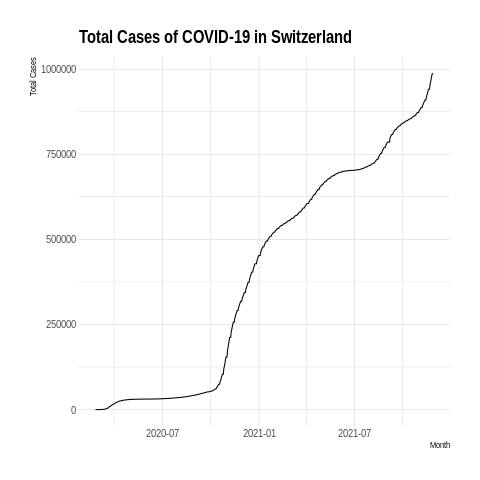 Total Cases of COVID-19 in Switzerland
Total Cases
1000000
750000
500000
250000
0
2020-07 2021-01 2021-07
Month